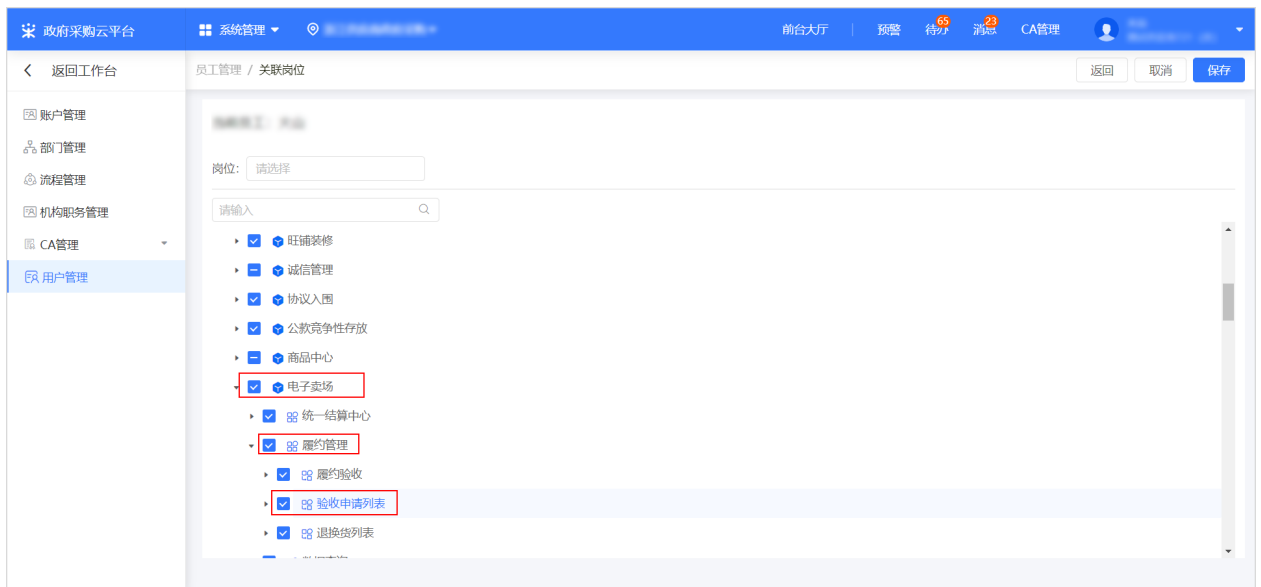 政府采购云平台
系统管理
前台大厅
预警
待办
65
消息
23
CA管理
返回工作台
员工管理 / 关联岗位
返回
取消
保存
账户管理
部门管理
流程管理
机构职务管理
CA管理
用户管理
岗位: 请选择
请输入
旺铺装修
诚信管理
协议入围
公款竞争性存放
商品中心
电子卖场
统一结算中心
履约管理
履约验收
验收申请列表
退换货列表